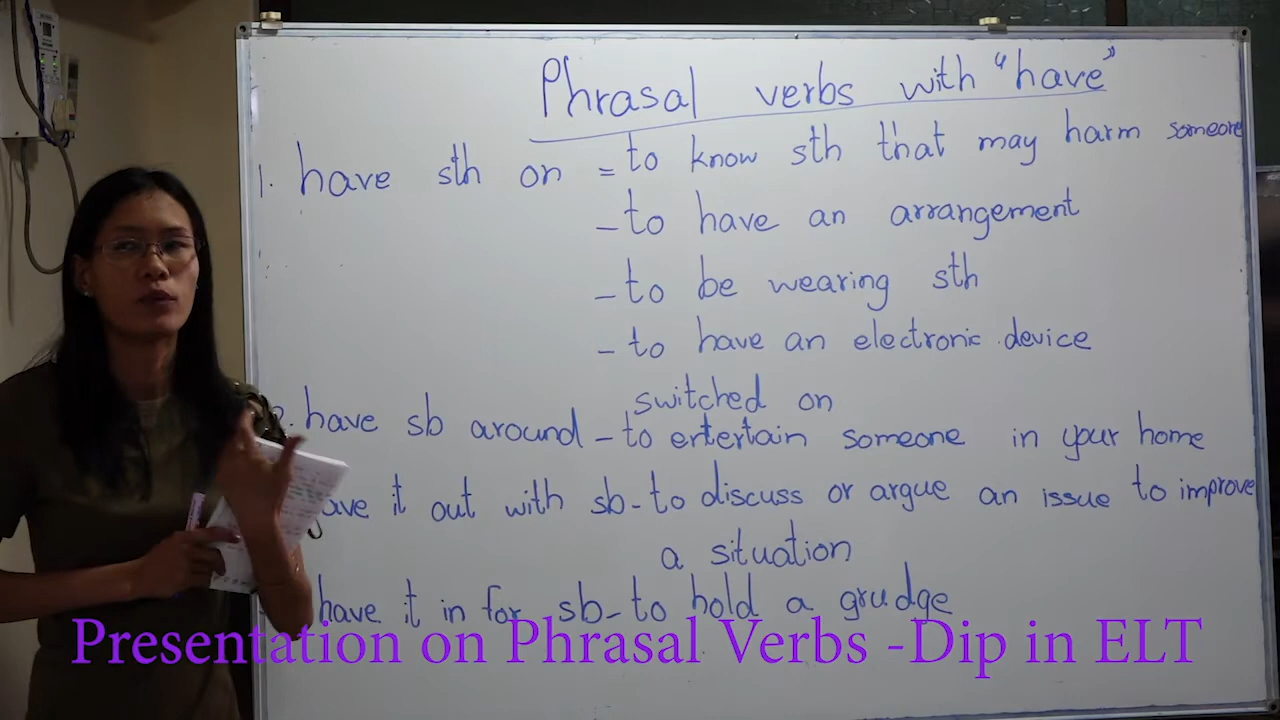 Phrasal verbs with "have"
1. have sth on = to know sth that may harm someone
- to have an arrangement
- to be wearing sth
- to have an electronic device
switched on
2. have sb around - to entertain someone in your home
ave it out with sb - to discuss or argue an issue to improve
a situation
have it in for sb - to hold a grudge
Presentation on Phrasal Verbs -Dip in ELT